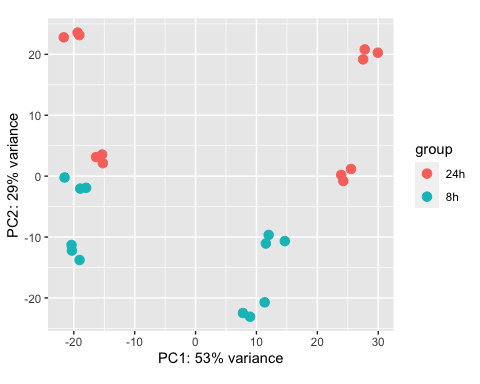 20
10
0
-10
-20
PC2: 29% variance
-20 -10 0 10 20 30
PC1: 53% variance
group
24h
8h